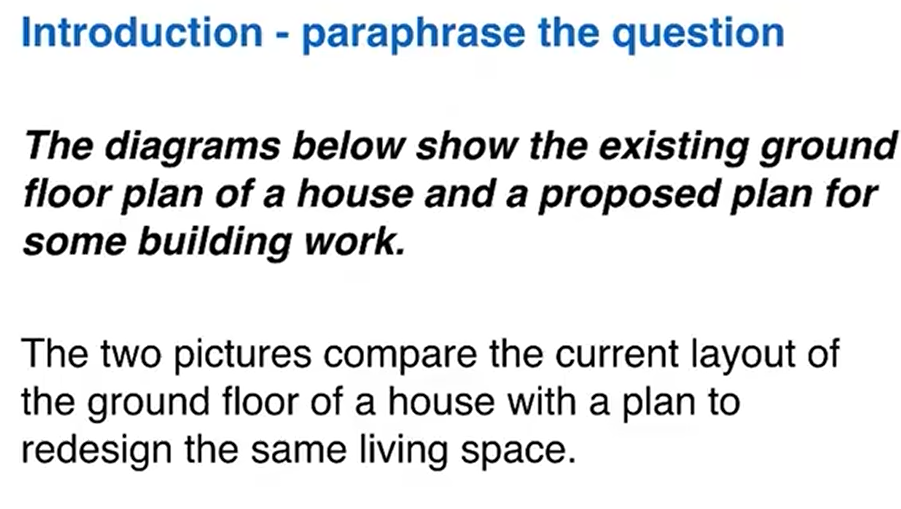 Introduction - paraphrase the question
The diagrams below show the existing ground
floor plan of a house and a proposed plan for
some building work.
The two pictures compare the current layout of
the ground floor of a house with a plan to
redesign the same living space.